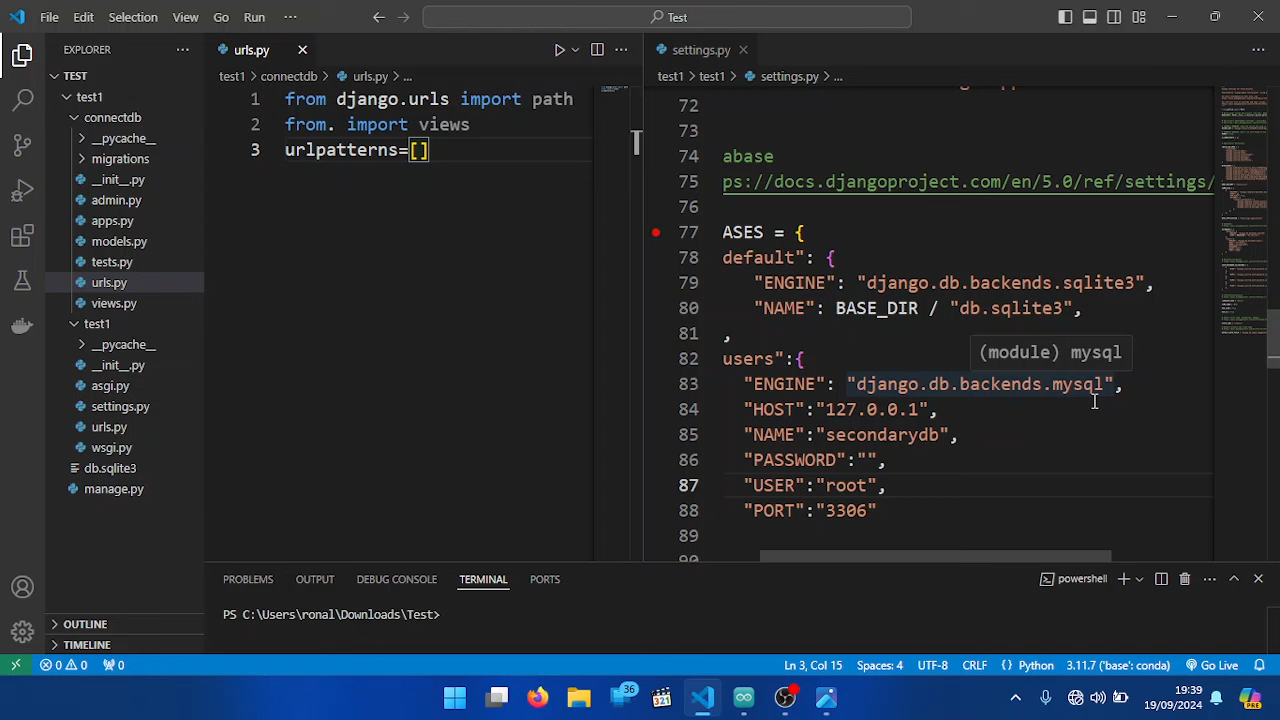 File Edit Selection View Go Run ··· Test
EXPLORER
TEST
test1
connectdb
__pycache__
migrations
__init__.py
admin.py
apps.py
models.py
tests.py
urls.py
views.py
test1
__pycache__
__init__.py
asgi.py
settings.py
urls.py
wsgi.py
db.sqlite3
manage.py
OUTLINE
TIMELINE
urls.py
test1 > connectdb > urls.py > ...
1 from django.urls import path
2 from. import views
3 urlpatterns=[]
settings.py
test1 > test1 > settings.py > ...
72
73
74 abase
75 ps://docs.djangoproject.com/en/5.0/ref/settings/
76
77 ASES = {
78 default": {
79 "ENGINE": "django.db.backends.sqlite3",
80 "NAME": BASE_DIR / "db.sqlite3",
81 ,
82 users":{
(module) mysql
83 "ENGINE": "django.db.backends.mysql",
84 "HOST":"127.0.0.1",
85 "NAME":"secondarydb",
86 "PASSWORD":"",
87 "USER":"root",
88 "PORT":"3306"
89
90
PROBLEMS OUTPUT DEBUG CONSOLE TERMINAL PORTS
powershell
PS C:\Users\ronal\Downloads\Test>
0 0 0 Ln 3, Col 15 Spaces: 4 UTF-8 CRLF {} Python 3.11.7 ('base': conda) Go Live
36
321
PRE
19/09/2024